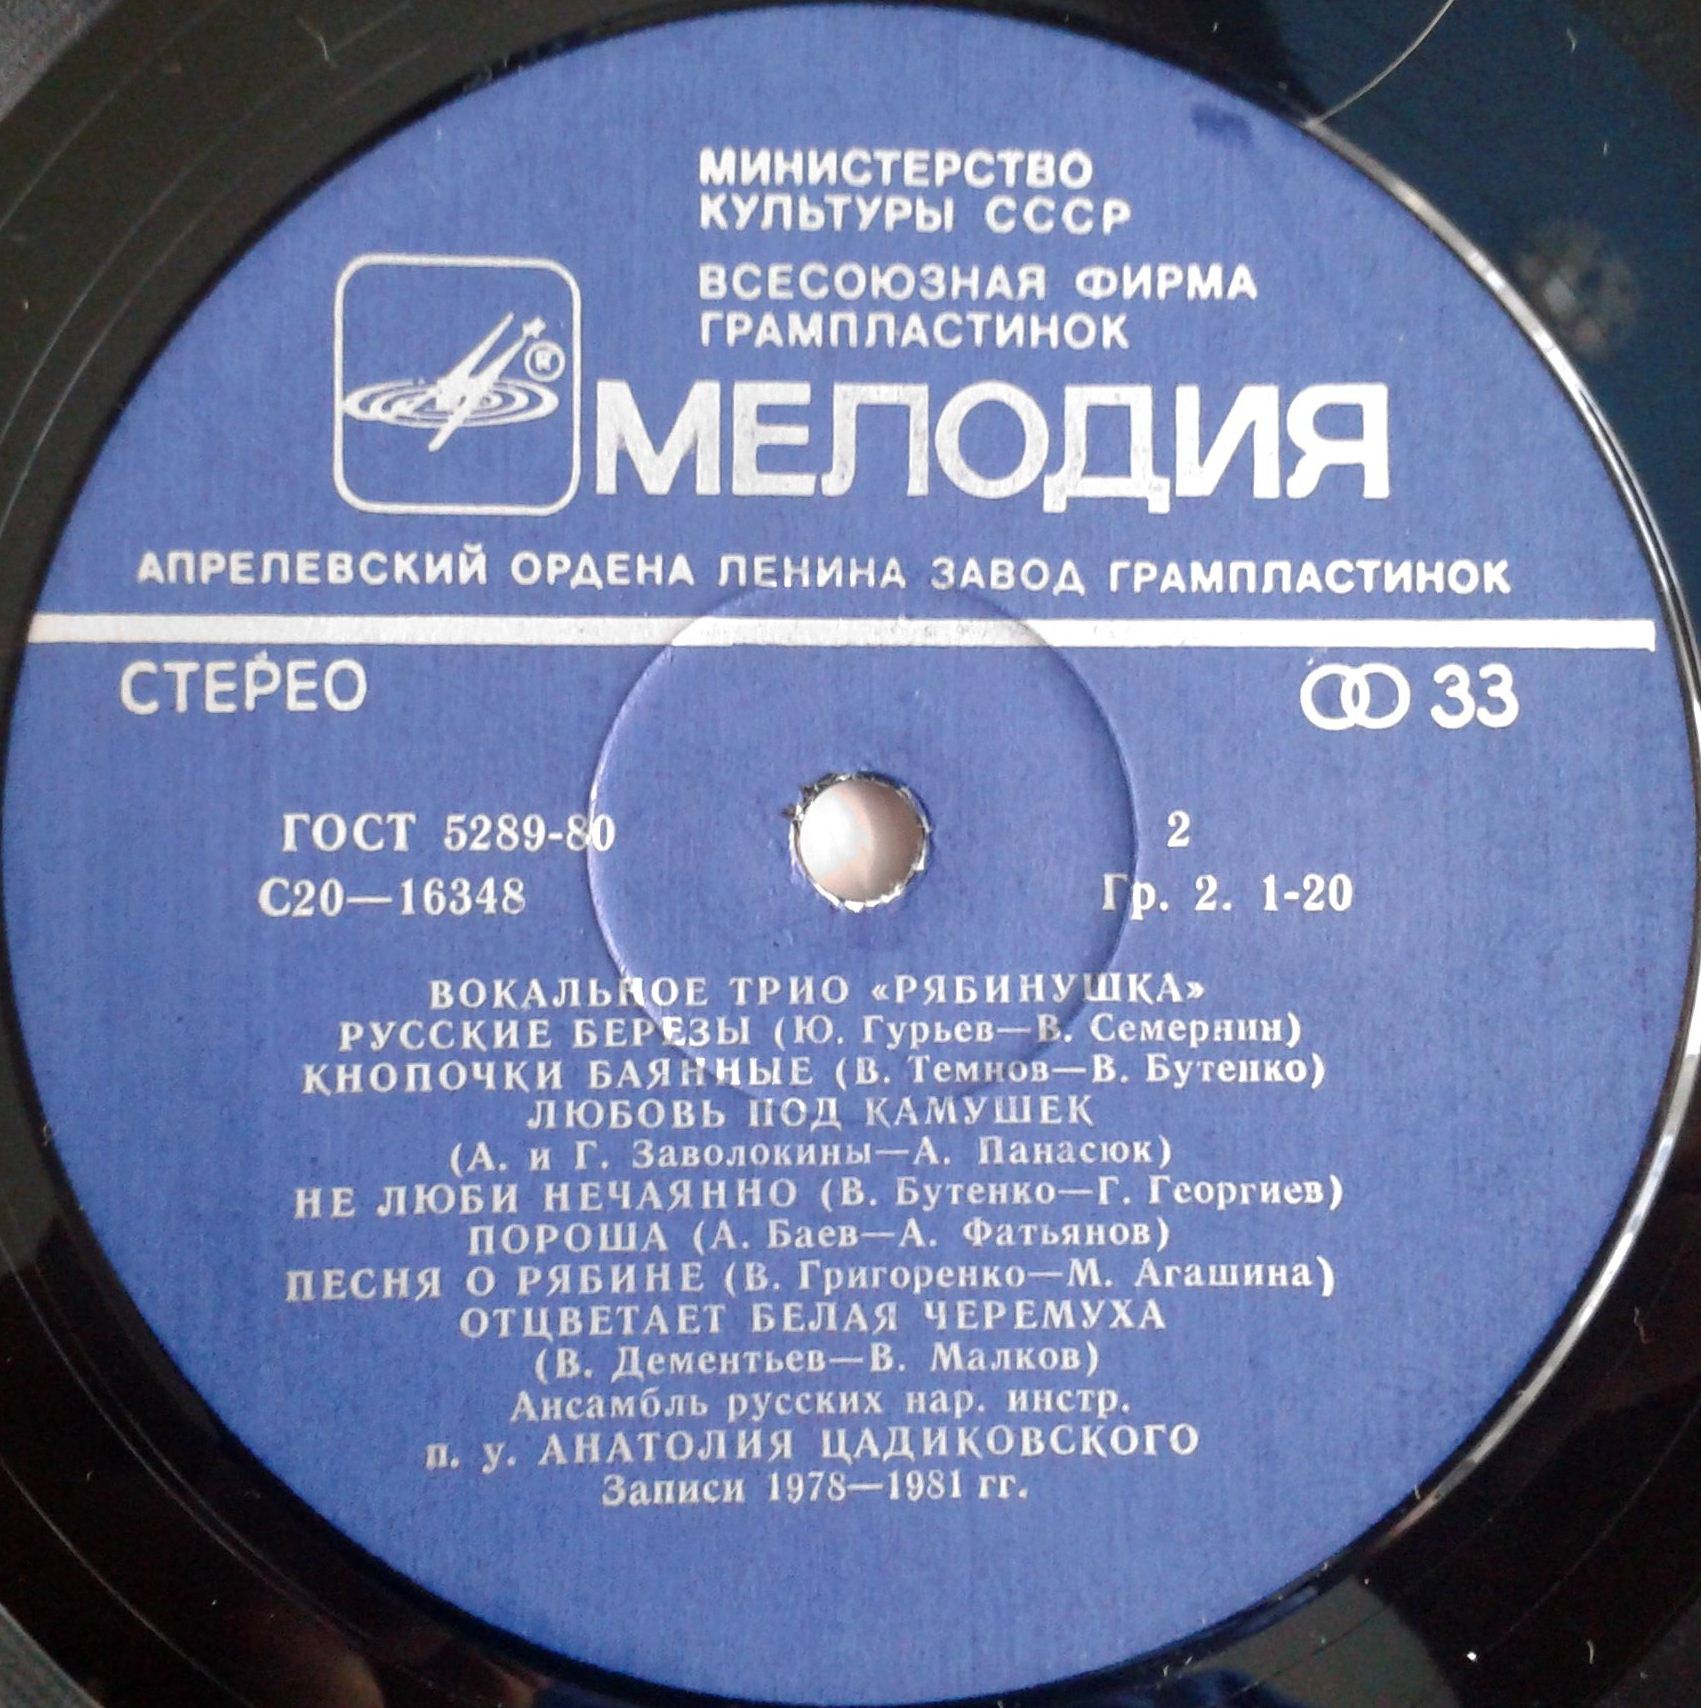 МИНИСТЕРСТВО
КУЛЬТУРЫ СССР
ВСЕСОЮЗНАЯ ФИРМА
ГРАМПЛАСТИНОК
®
МЕЛОДИЯ
АПРЕЛЕВСКИЙ ОРДЕНА ЛЕНИНА ЗАВОД ГРАМПЛАСТИНОК
СТЕРЕО
33
ГОСТ 5289-80
2
С20—16348
Гр. 2. 1-20
ВОКАЛЬНОЕ ТРИО «РЯБИНУШКА»
РУССКИЕ БЕРЕЗЫ (Ю. Гурьев—В. Семернин)
КНОПОЧКИ БАЯННЫЕ (В. Темнов—В. Бутенко)
ЛЮБОВЬ ПОД КАМУШЕК
(А. и Г. Заволокины—А. Панасюк)
НЕ ЛЮБИ НЕЧАЯННО (В. Бутенко—Г. Георгиев)
ПОРОША (А. Баев—А. Фатьянов)
ПЕСНЯ О РЯБИНЕ (В. Григоренко—М. Агашина)
ОТЦВЕТАЕТ БЕЛАЯ ЧЕРЕМУХА
(В. Дементьев—В. Малков)
Ансамбль русских нар. инстр.
п. у. АНАТОЛИЯ ЦАДИКОВСКОГО
Записи 1978—1981 гг.